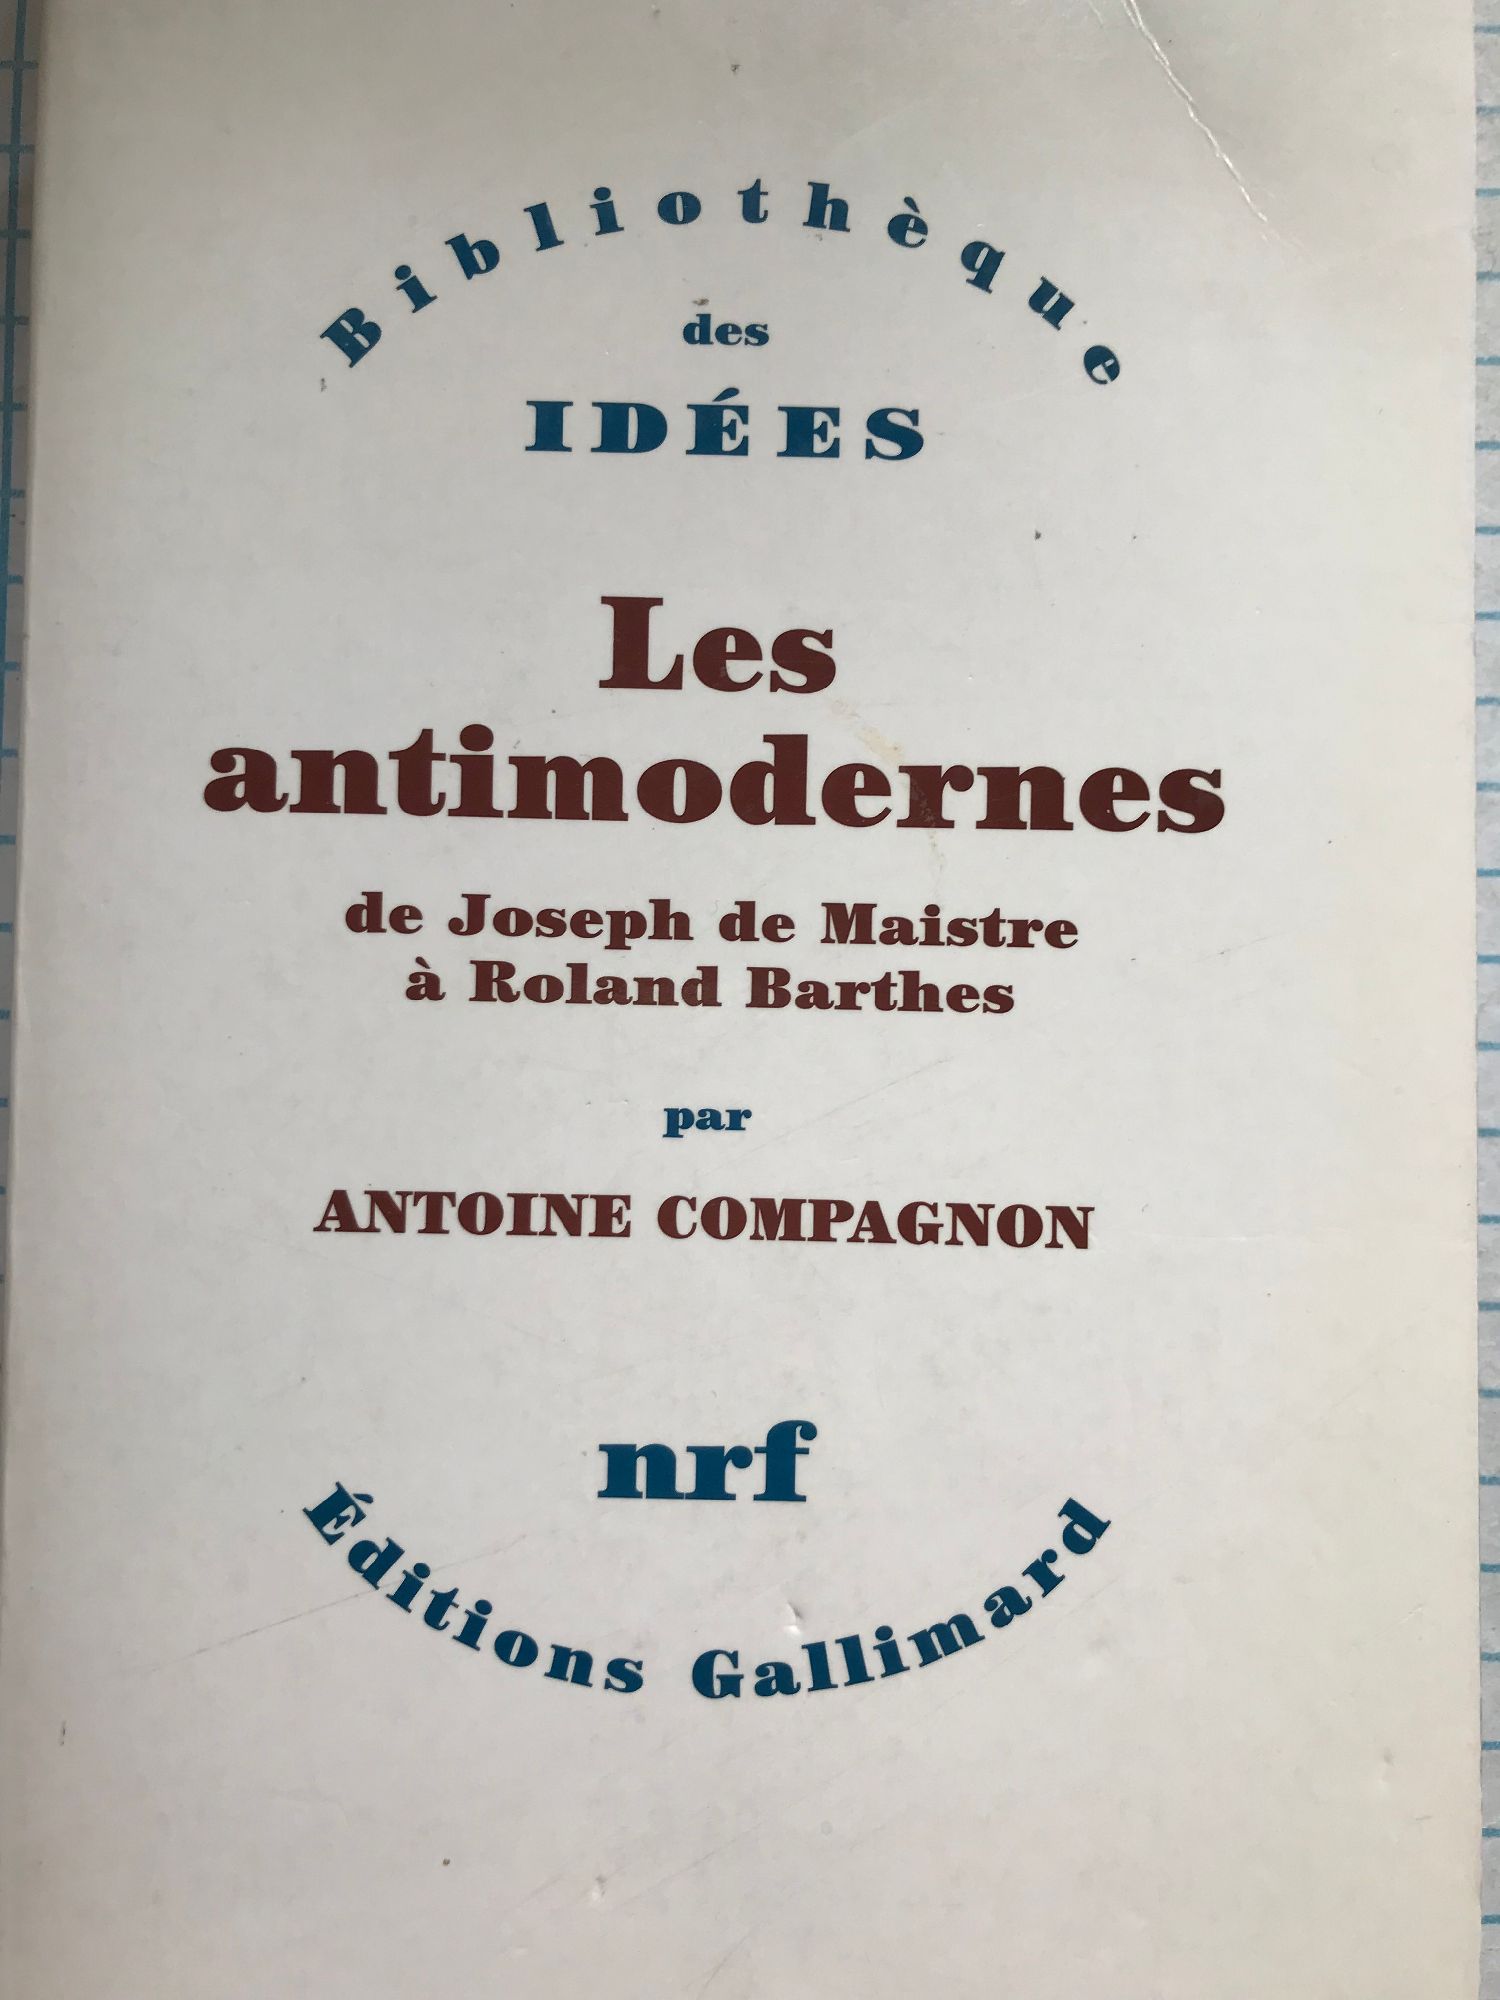 Bibliothèque
des
IDÉES
Les
antimodernes
de Joseph de Maistre
à Roland Barthes
par
ANTOINE COMPAGNON
nrf
Éditions Gallimard